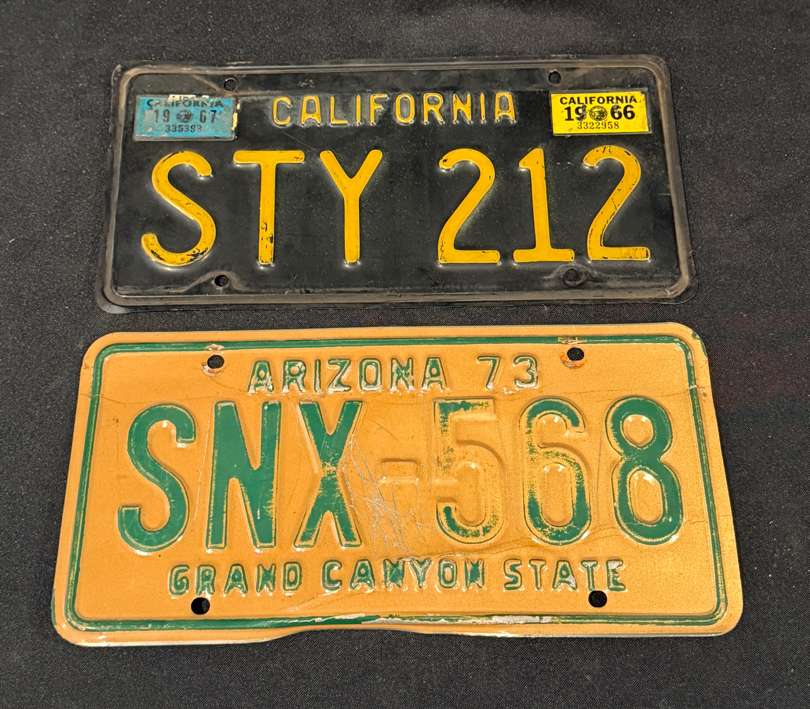 CALIFORNIA
19 67
CALIFORNIA
CALIFORNIA
19 66
3322958
STY 212
ARIZONA 73
SNX-568
GRAND CANYON STATE